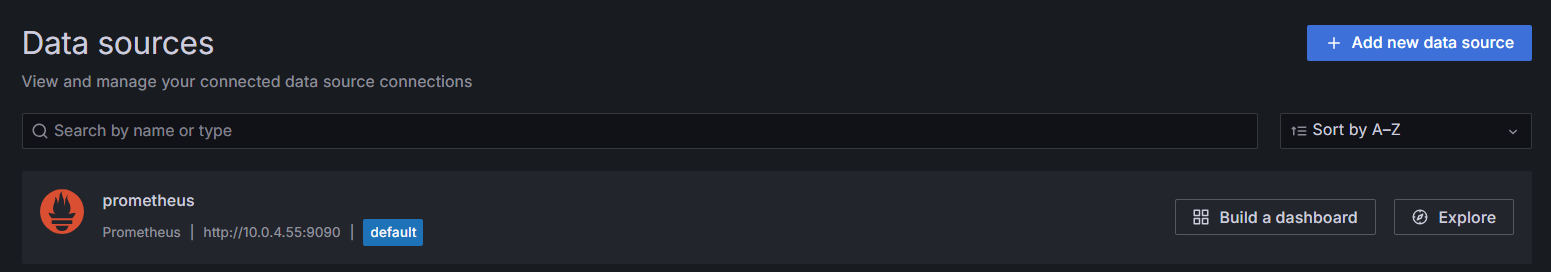 Data sources
Add new data source
View and manage your connected data source connections
Search by name or type
Sort by A–Z
prometheus
Build a dashboard
Explore
Prometheus | http://10.0.4.55:9090 | default